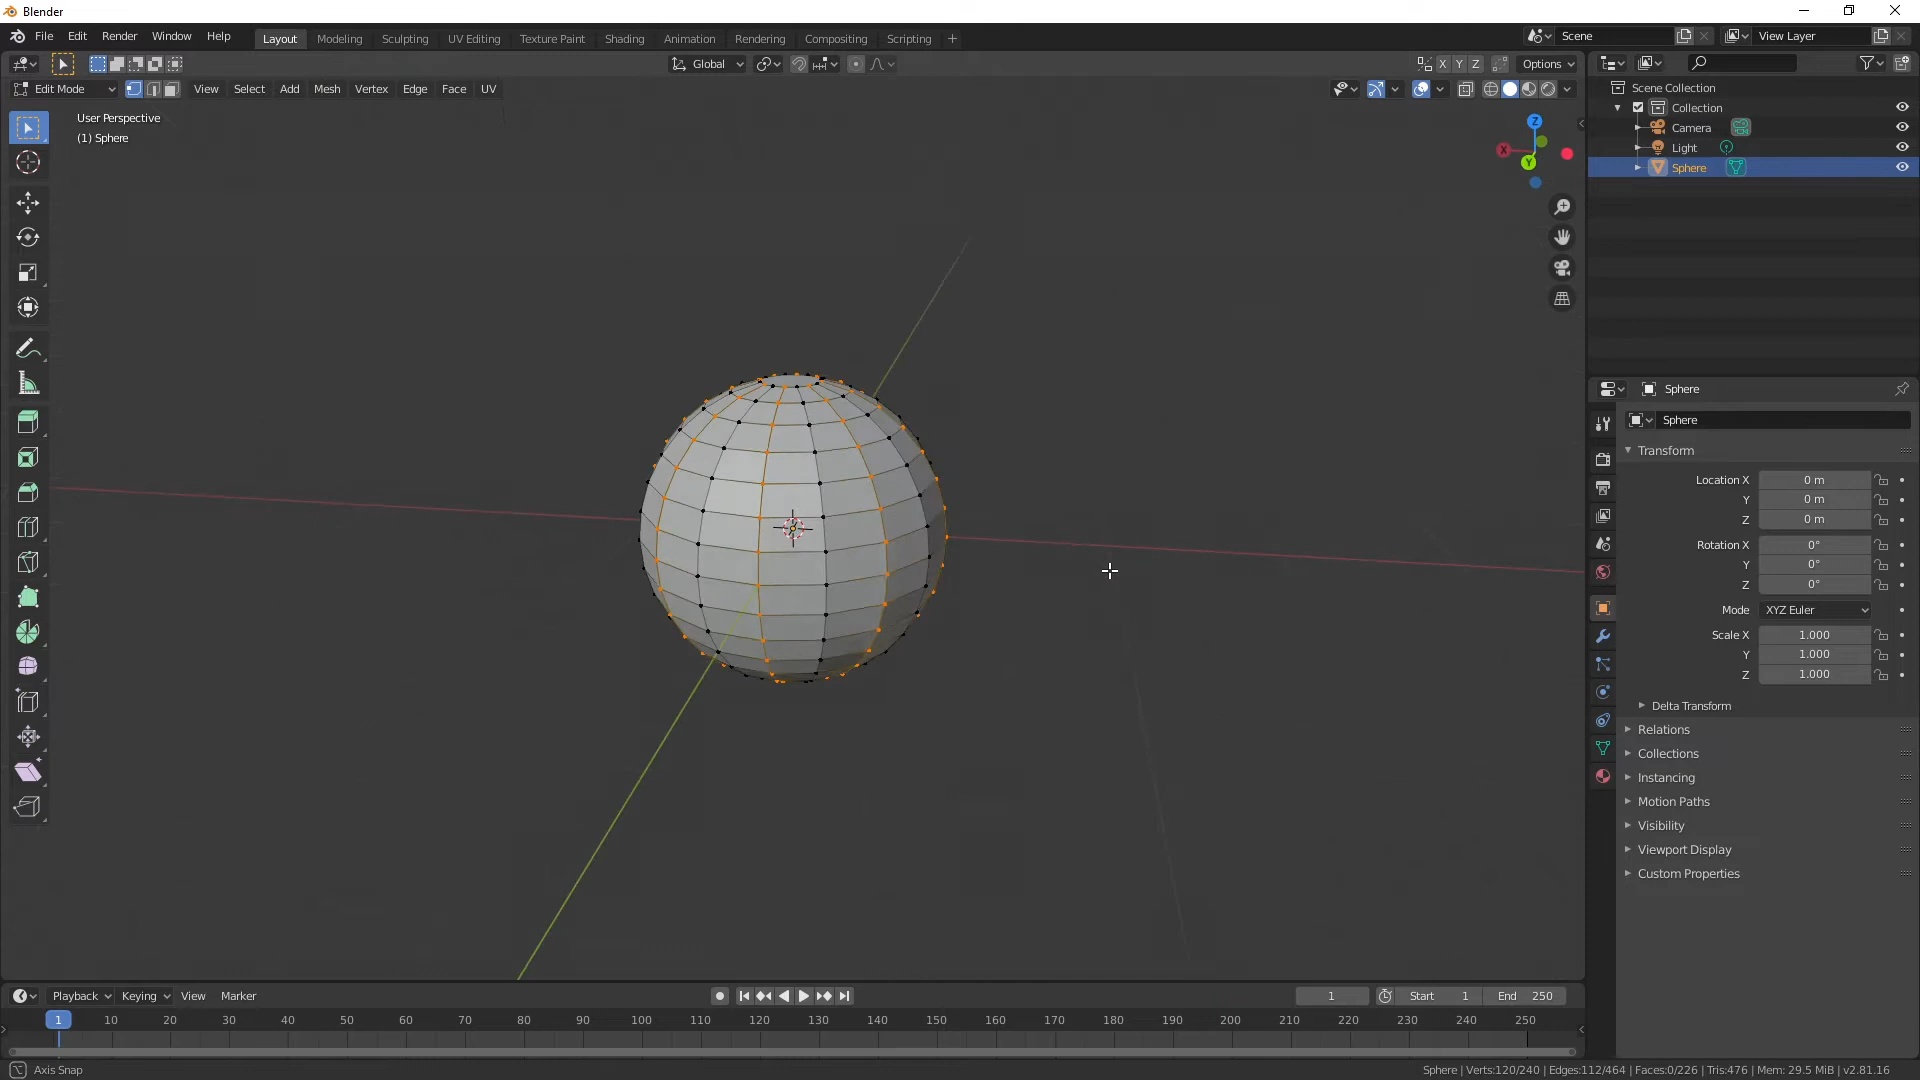 Blender
File Edit Render Window Help Layout Modeling Sculpting UV Editing Texture Paint Shading Animation Rendering Compositing Scripting + Scene View Layer
Global X Y Z Options
Edit Mode View Select Add Mesh Vertex Edge Face UV
User Perspective
(1) Sphere
Z
X
Y
Scene Collection
Collection
Camera
Light
Sphere
Sphere
Sphere
Transform
Location X 0 m
Y 0 m
Z 0 m
Rotation X 0°
Y 0°
Z 0°
Mode XYZ Euler
Scale X 1.000
Y 1.000
Z 1.000
Delta Transform
Relations
Collections
Instancing
Motion Paths
Visibility
Viewport Display
Custom Properties
Playback Keying View Marker 1 Start 1 End 250
1 10 20 30 40 50 60 70 80 90 100 110 120 130 140 150 160 170 180 190 200 210 220 230 240 250
Axis Snap Sphere | Verts:120/240 | Edges:112/464 | Faces:0/226 | Tris:476 | Mem: 29.5 MiB | v2.81.16